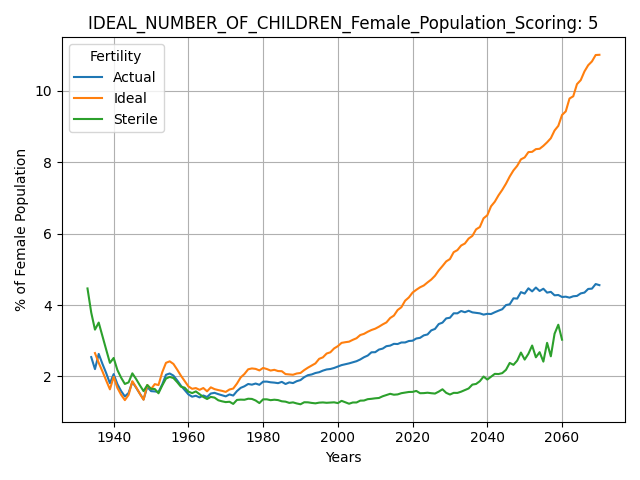 IDEAL_NUMBER_OF_CHILDREN_Female_Population_Scoring: 5
Fertility
Actual
Ideal
Sterile
% of Female Population
10
8
6
4
2
1940
1960
1980
2000
2020
2040
2060
Years